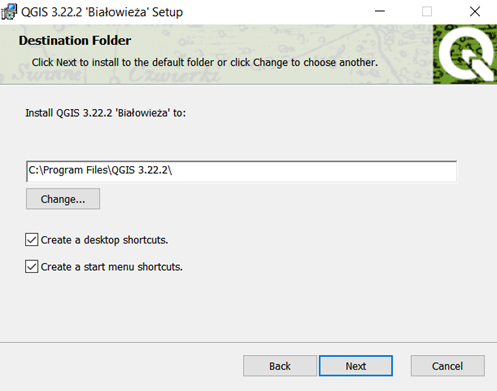 QGIS 3.22.2 'Białowieża' Setup
Destination Folder
Click Next to install to the default folder or click Change to choose another.
Install QGIS 3.22.2 'Białowieża' to:
C:\Program Files\QGIS 3.22.2\
Change...
Create a desktop shortcuts.
Create a start menu shortcuts.
Back
Next
Cancel